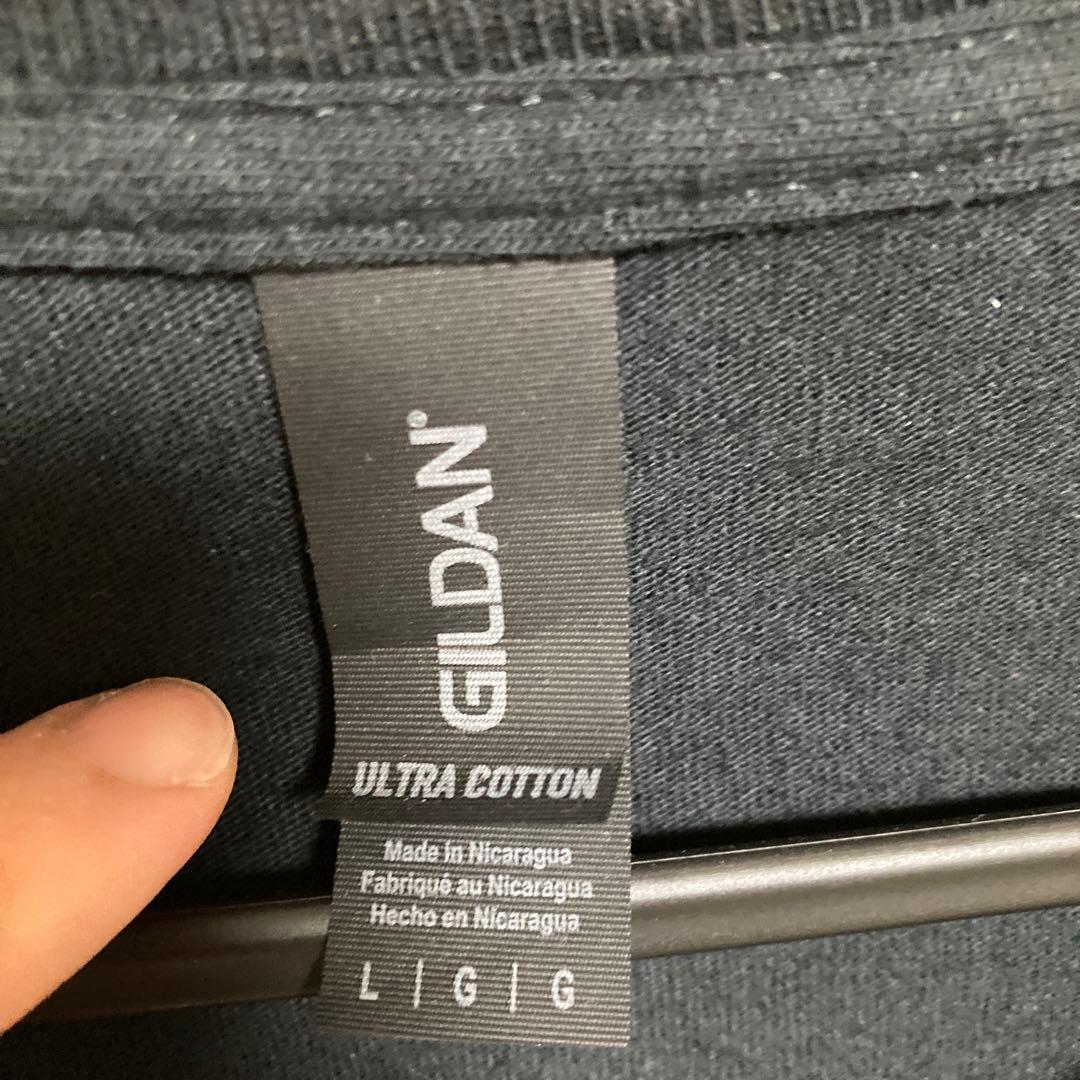 GILDAN®
ULTRA COTTON
Made in Nicaragua
Fabriqué au Nicaragua
Hecho en Nicaragua
L | G | G